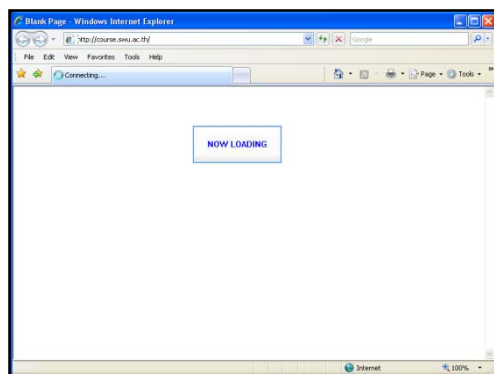 Blank Page - Windows Internet Explorer
http://course.swu.ac.th/
Google
File Edit View Favorites Tools Help
Connecting...
Page
Tools
NOW LOADING
Internet
100%